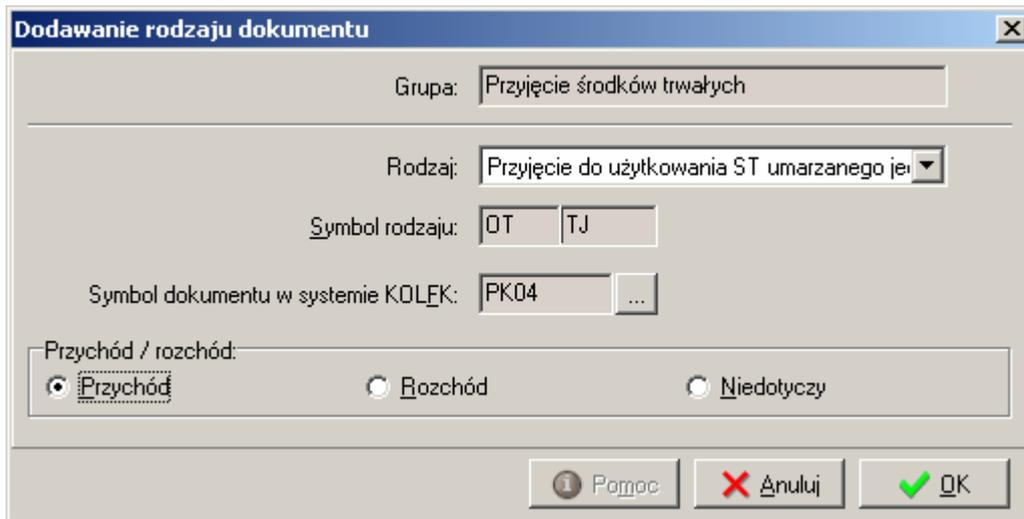 Dodawanie rodzaju dokumentu
Grupa: Przyjęcie środków trwałych
Rodzaj: Przyjęcie do użytkowania ST umarzanego je
Symbol rodzaju: OT TJ
Symbol dokumentu w systemie KOLFK: PK04 ...
Przychód / rozchód:
Przychód Rozchód Niedotyczy
Pomoc Anuluj OK